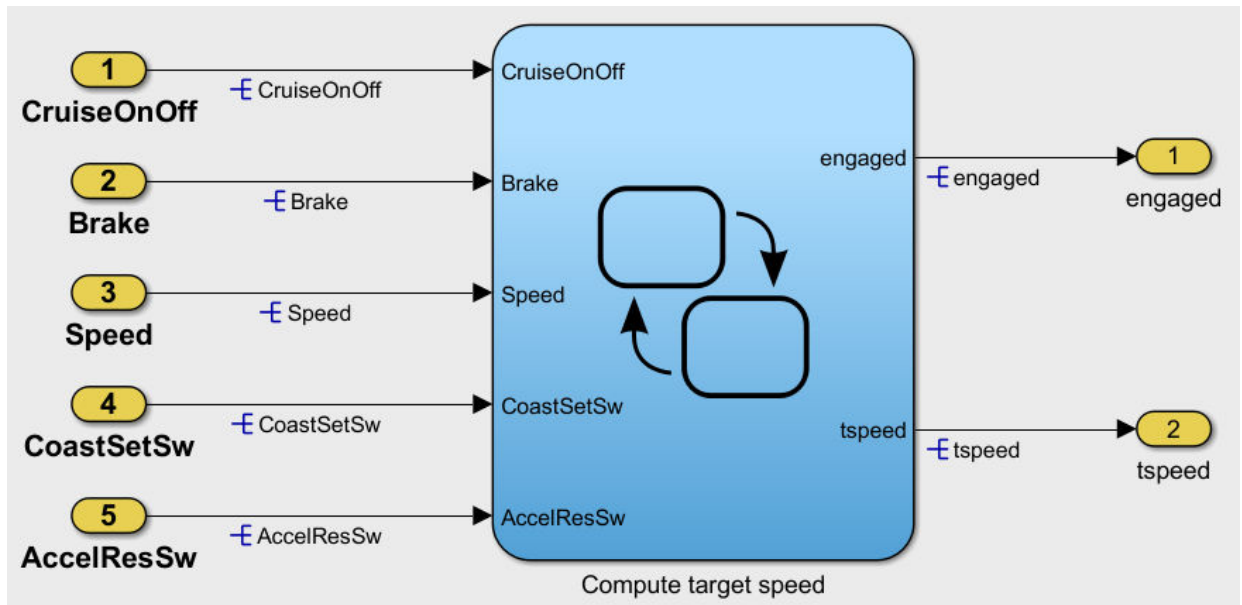 1
CruiseOnOff
CruiseOnOff
CruiseOnOff
2
Brake
Brake
Brake
3
Speed
Speed
Speed
4
CoastSetSw
CoastSetSw
CoastSetSw
5
AccelResSw
AccelResSw
AccelResSw
engaged
engaged
1
engaged
tspeed
tspeed
2
tspeed
Compute target speed